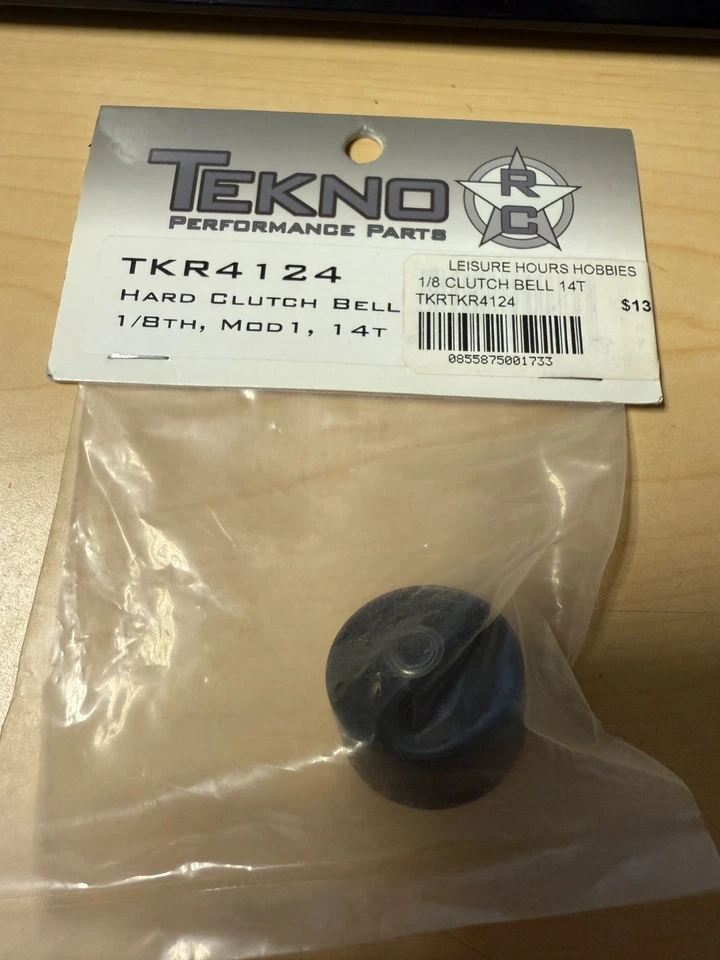 TEKNO
RC
PERFORMANCE PARTS
TKR4124
HARD CLUTCH BELL
1/8TH, MOD1, 14T
LEISURE HOURS HOBBIES
1/8 CLUTCH BELL 14T
TKRTKR4124
$13
0855875001733